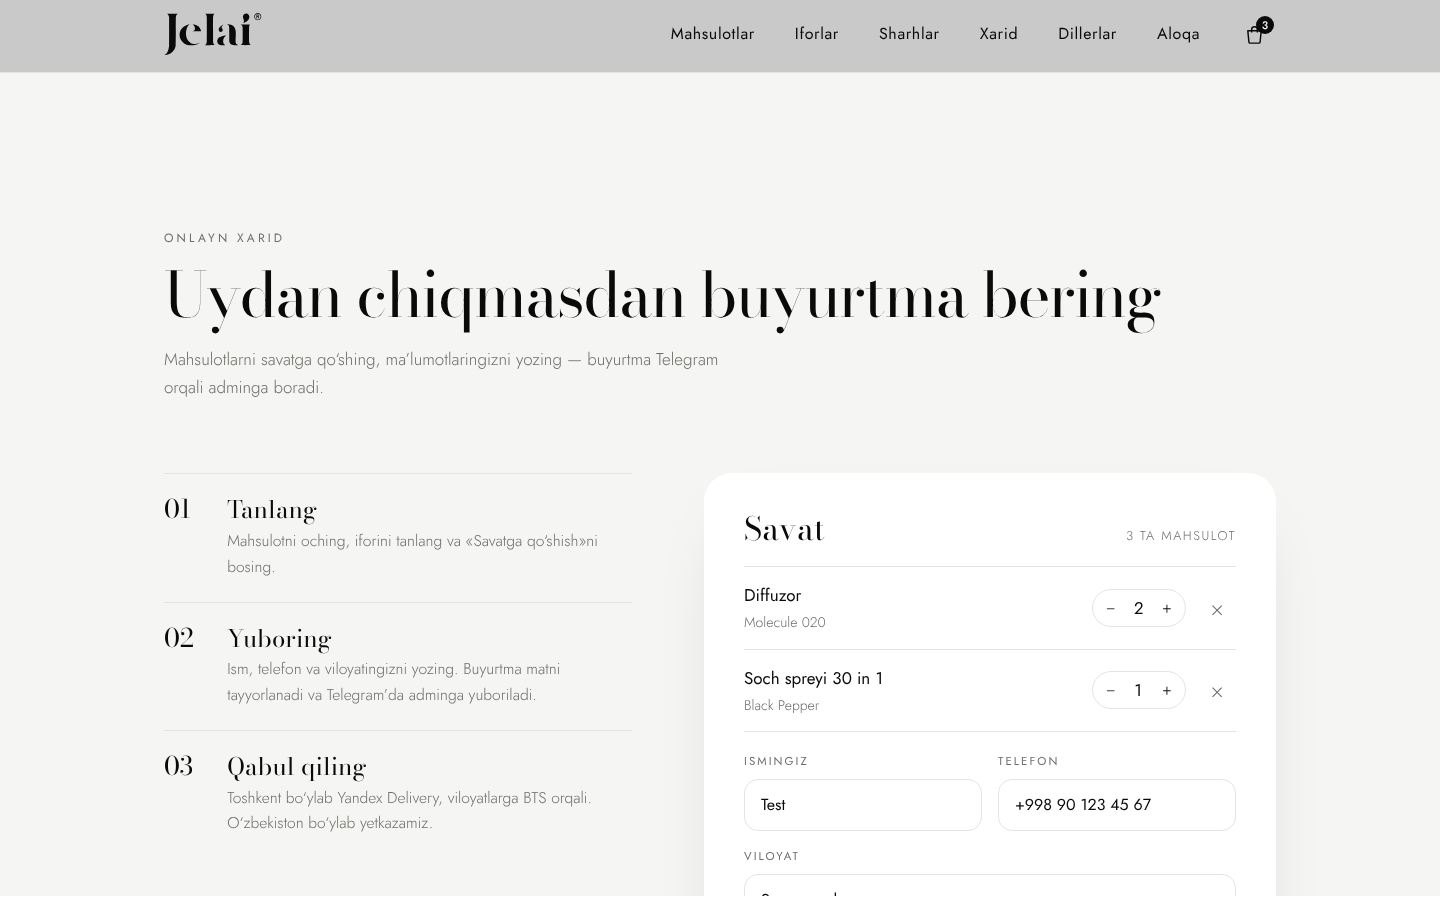 Jelai®
Mahsulotlar Iforlar Sharhlar Xarid Dillerlar Aloqa 3
ONLAYN XARID
Uydan chiqmasdan buyurtma bering
Mahsulotlarni savatga qo‘shing, ma’lumotlaringizni yozing — buyurtma Telegram
orqali adminga boradi.
01 Tanlang
Mahsulotni oching, iforini tanlang va «Savatga qo‘shish»ni
bosing.
02 Yuboring
Ism, telefon va viloyatingizni yozing. Buyurtma matni
tayyorlanadi va Telegram’da adminga yuboriladi.
03 Qabul qiling
Toshkent bo‘ylab Yandex Delivery, viloyatlarga BTS orqali.
O‘zbekiston bo‘ylab yetkazamiz.
Savat
3 TA MAHSULOT
Diffuzor
Molecule 020
− 2 + ×
Soch spreyi 30 in 1
Black Pepper
− 1 + ×
ISMINGIZ TELEFON
Test +998 90 123 45 67
VILOYAT